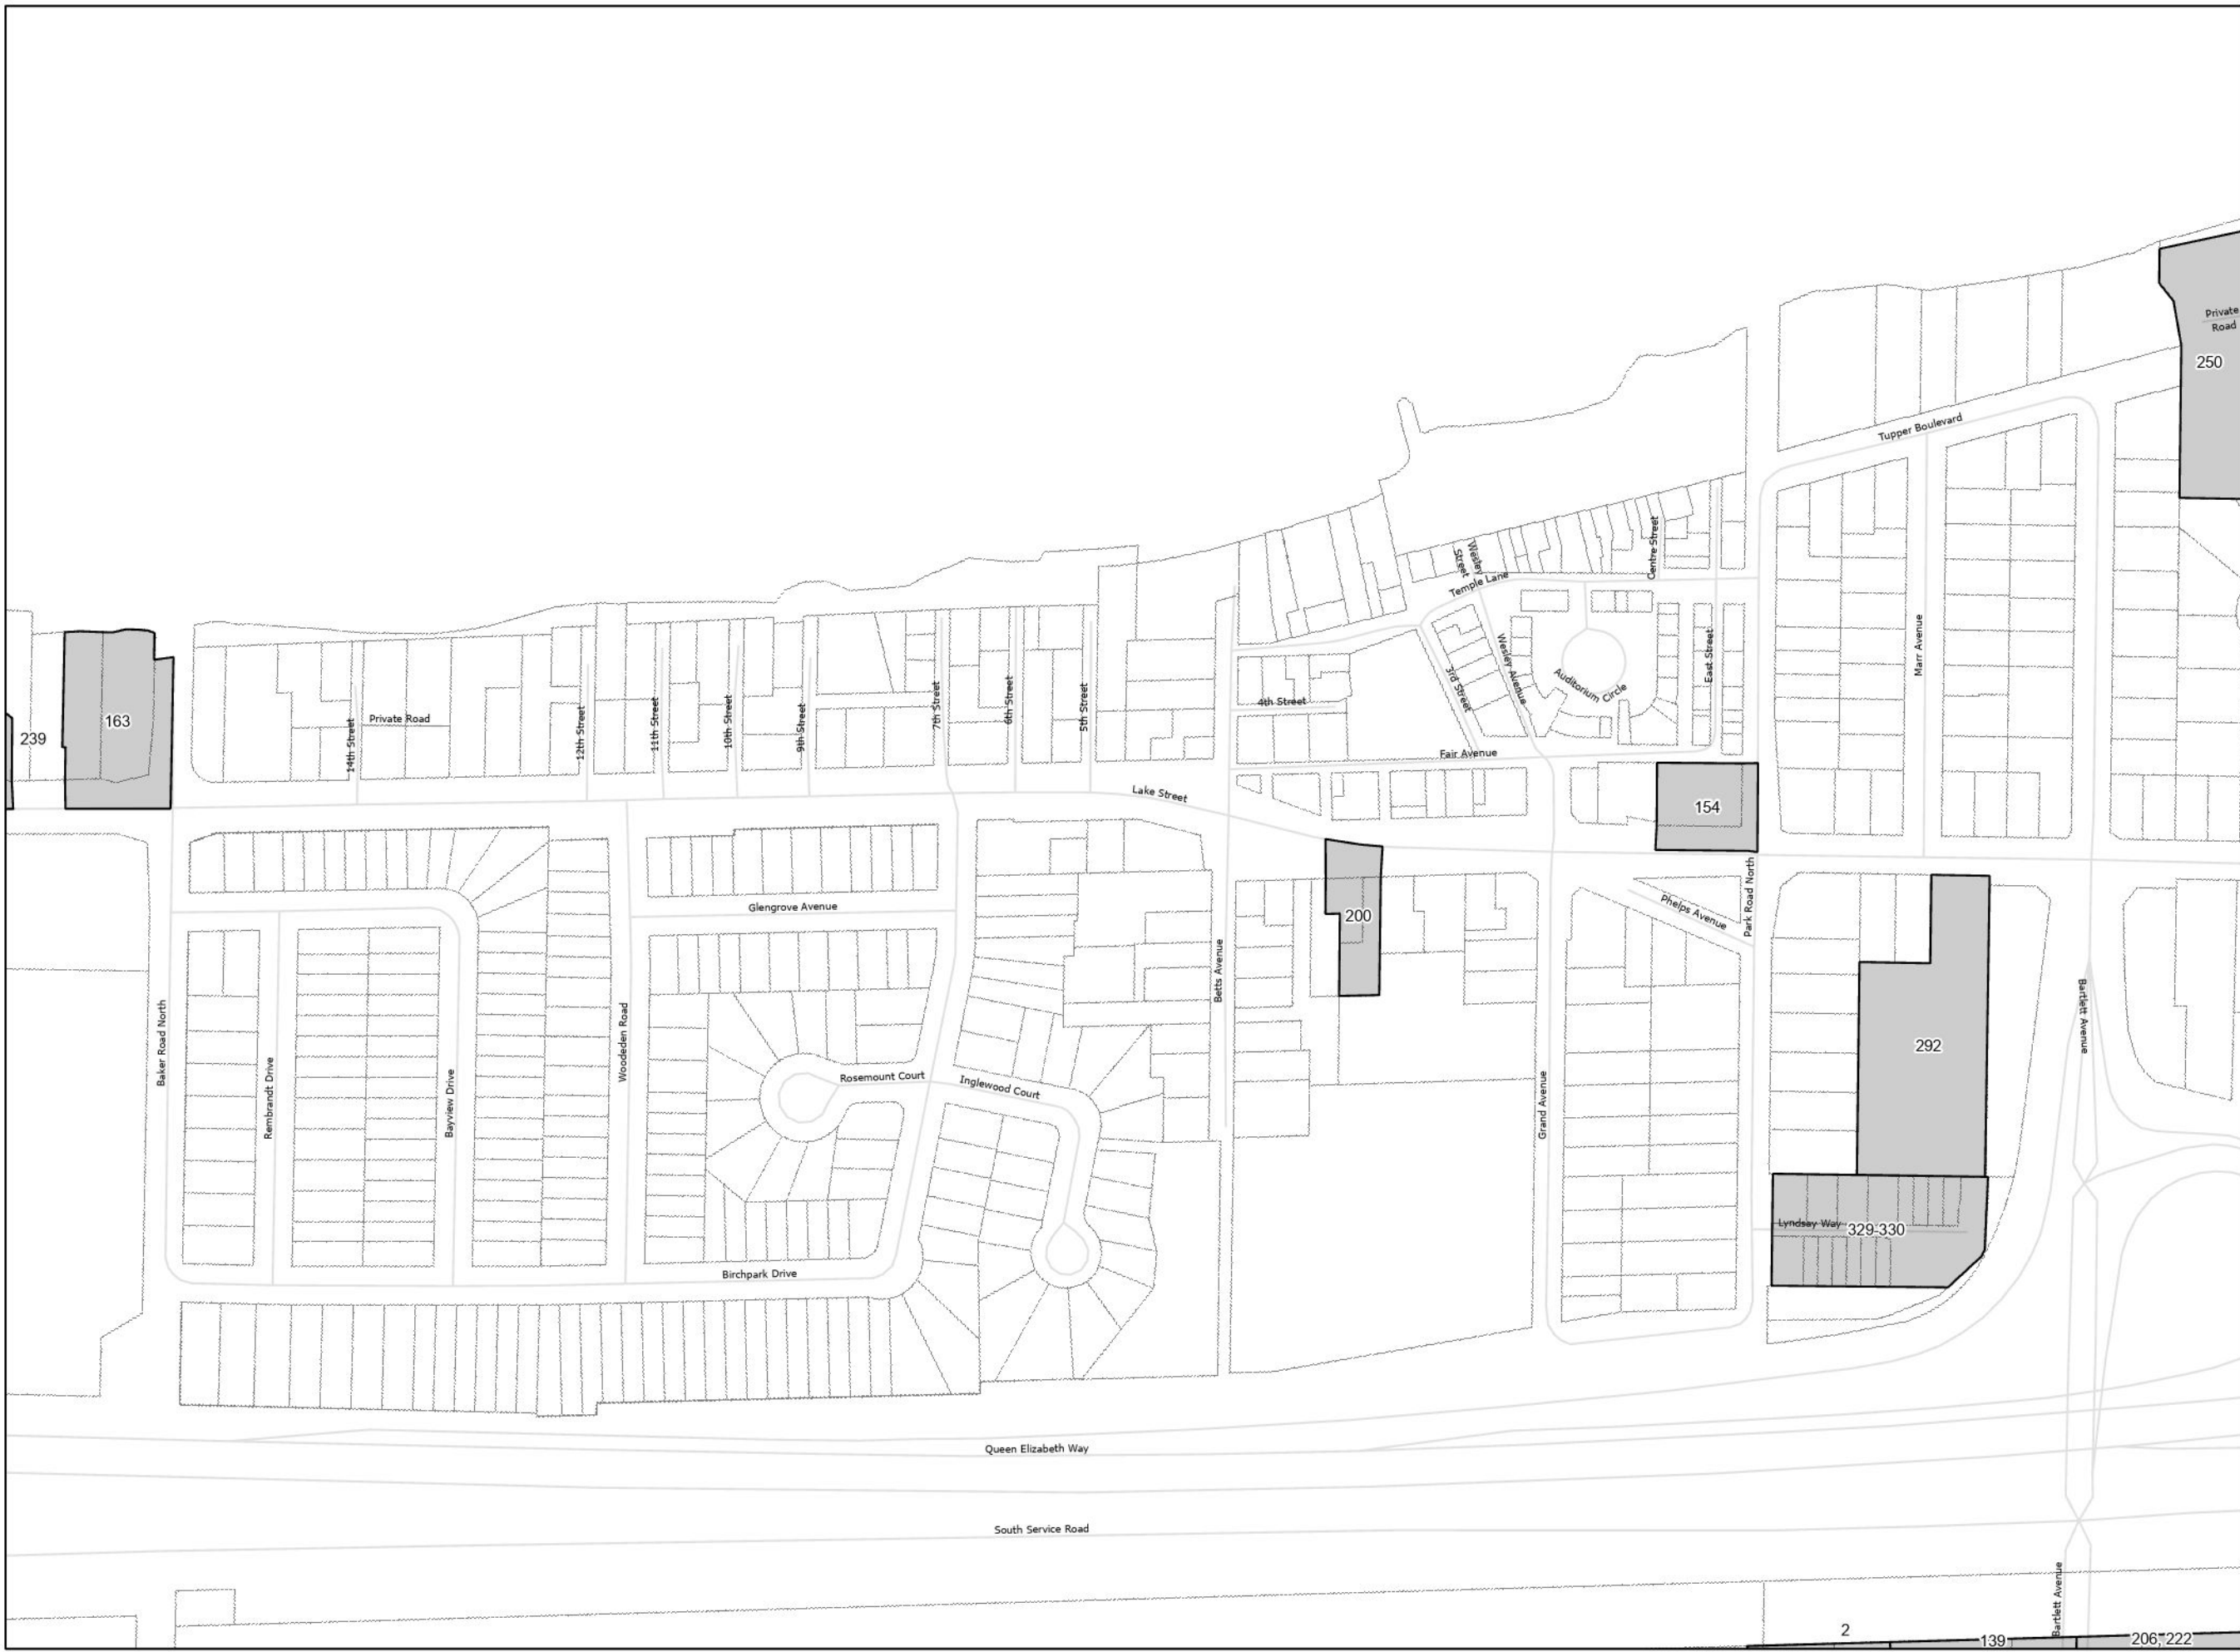 Private
Road
250
Tupper Boulevard
Wesley
Street
Centre Street
Temple Lane
239
163
14th Street
Private Road
12th Street
11th Street
10th Street
9th Street
7th Street
6th Street
5th Street
4th Street
3rd Street
Wesley Avenue
Auditorium Circle
East Street
Marr Avenue
Fair Avenue
Lake Street
154
200
Glengrove Avenue
Phelps Avenue
Park Road North
Betts Avenue
Baker Road North
Rembrandt Drive
Bayview Drive
Woodeden Road
Rosemount Court
Inglewood Court
Grand Avenue
292
Bartlett Avenue
Lyndsay Way
329-330
Birchpark Drive
Queen Elizabeth Way
South Service Road
Bartlett Avenue
2
139
206, 222